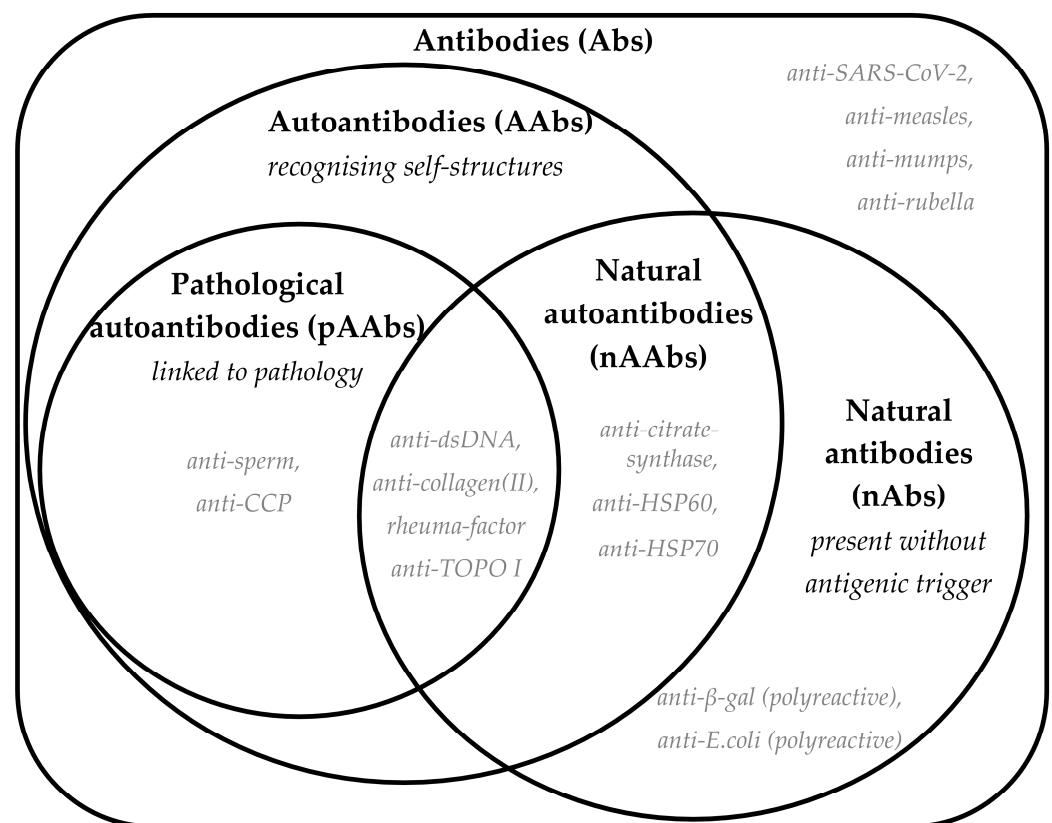 Antibodies (Abs)
anti-SARS-CoV-2,
anti-measles,
anti-mumps,
anti-rubella
Autoantibodies (AAbs)
recognising self-structures
Pathological
autoantibodies (pAAbs)
linked to pathology
anti-sperm,
anti-CCP
anti-dsDNA,
anti-collagen(II),
rheuma-factor
anti-TOPO I
Natural
autoantibodies
(nAAbs)
anti-citrate-
synthase,
anti-HSP60,
anti-HSP70
Natural
antibodies
(nAbs)
present without
antigenic trigger
anti-β-gal (polyreactive),
anti-E.coli (polyreactive)